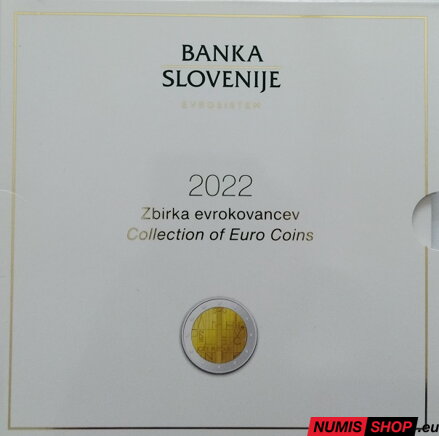 BANKA
SLOVENIJE
EVROSISTEM
2022
Zbirka evrokovancev
Collection of Euro Coins
NUMIS SHOP.eu